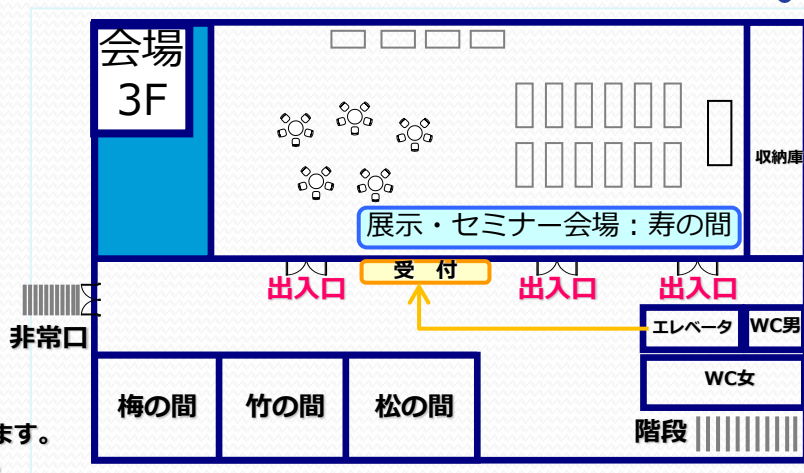 会場
3F
収納庫
展示・セミナー会場：寿の間
受 付
出入口
出入口
出入口
非常口
エレベータ
WC男
WC女
梅の間
竹の間
松の間
階段
ます。